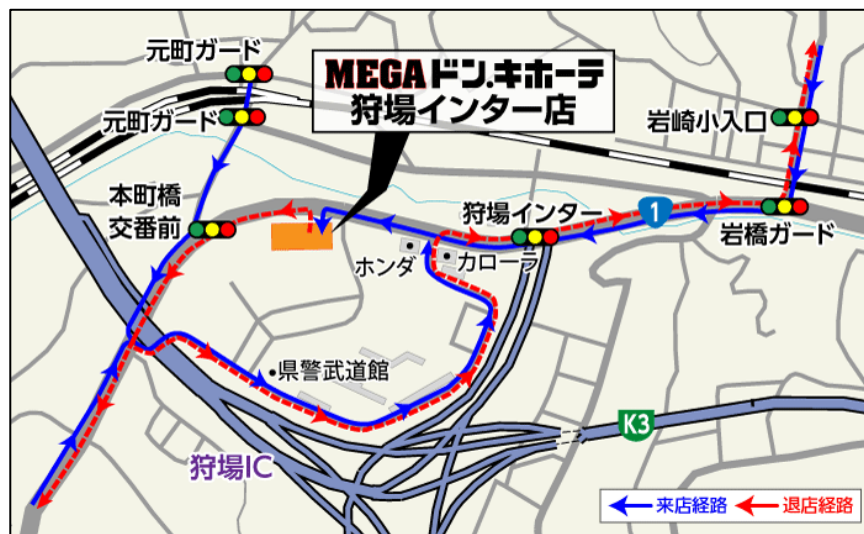 元町ガード
元町ガード
MEGAドン.キホーテ
狩場インター店
岩崎小入口
本町橋
交番前
狩場インター
1
岩橋ガード
ホンダ
カローラ
•県警武道館
K3
狩場IC
来店経路
退店経路